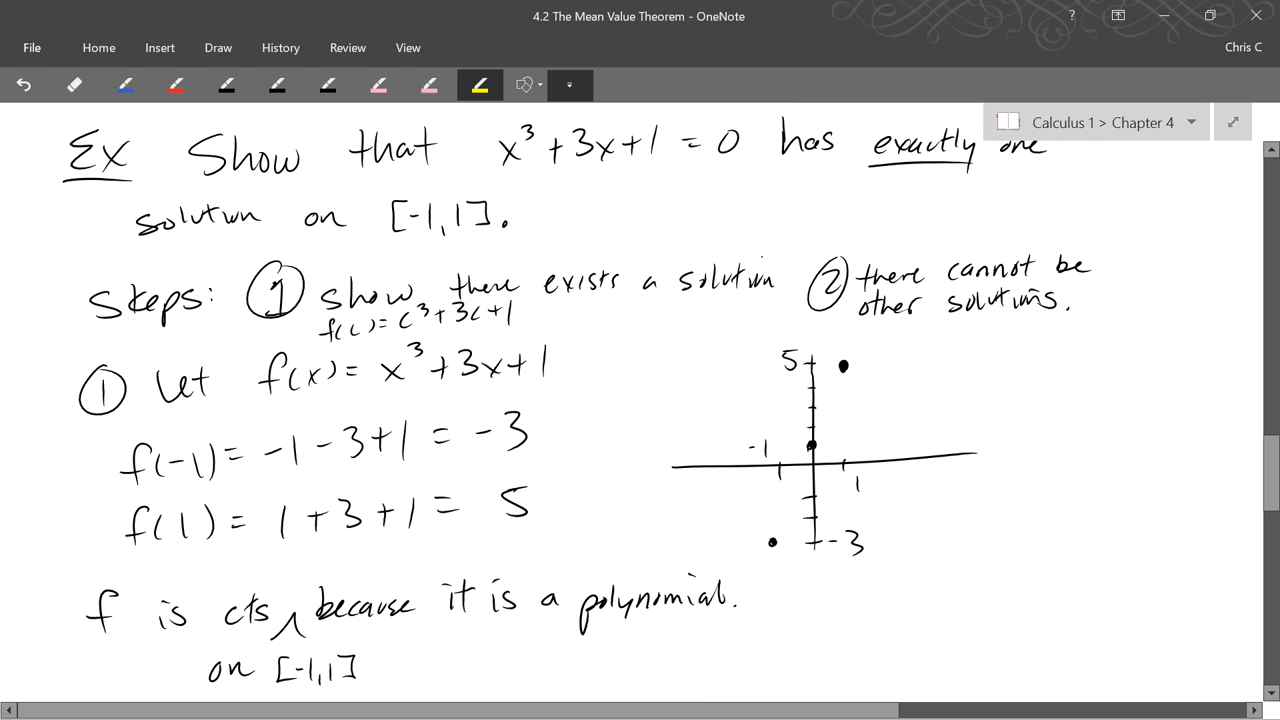 4.2 The Mean Value Theorem - OneNote
?
File Home Insert Draw History Review View Chris C
Calculus 1 > Chapter 4
Ex Show that x³+3x+1 = 0 has exactly one
solution on [-1,1].
Steps: ① show there exists a solution ② there cannot be
other solutions.
f(c)=c³+3c+1
① Let f(x)= x³+3x+1
f(-1)= -1-3+1 = -3
f(1)= 1+3+1= 5
5
-1
1
-3
f is cts ∧ because it is a polynomial.
on [-1,1]